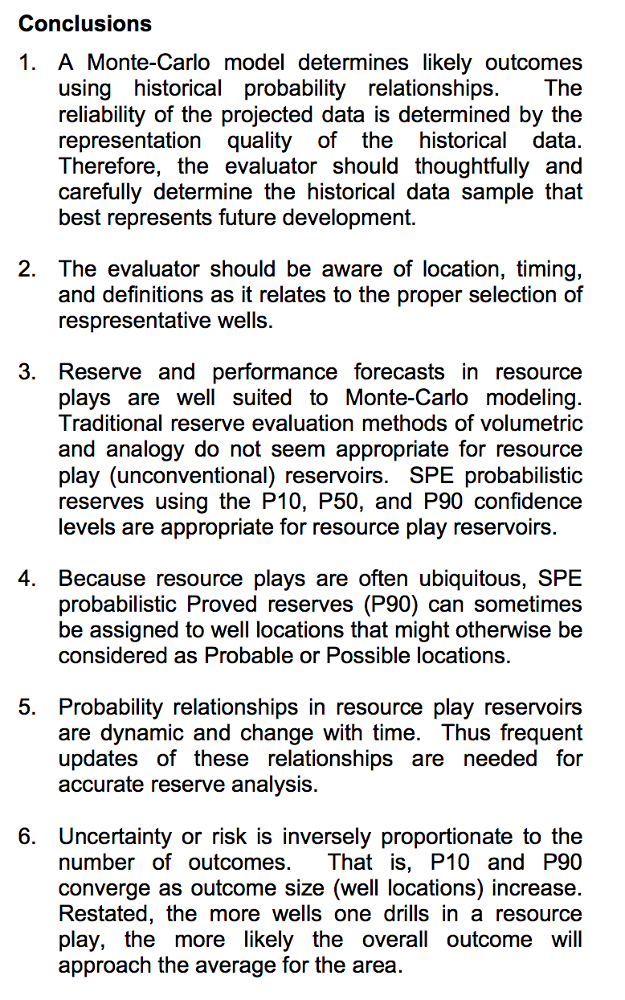 Conclusions
1. A Monte-Carlo model determines likely outcomes
using historical probability relationships. The
reliability of the projected data is determined by the
representation quality of the historical data.
Therefore, the evaluator should thoughtfully and
carefully determine the historical data sample that
best represents future development.
2. The evaluator should be aware of location, timing,
and definitions as it relates to the proper selection of
respresentative wells.
3. Reserve and performance forecasts in resource
plays are well suited to Monte-Carlo modeling.
Traditional reserve evaluation methods of volumetric
and analogy do not seem appropriate for resource
play (unconventional) reservoirs. SPE probabilistic
reserves using the P10, P50, and P90 confidence
levels are appropriate for resource play reservoirs.
4. Because resource plays are often ubiquitous, SPE
probabilistic Proved reserves (P90) can sometimes
be assigned to well locations that might otherwise be
considered as Probable or Possible locations.
5. Probability relationships in resource play reservoirs
are dynamic and change with time. Thus frequent
updates of these relationships are needed for
accurate reserve analysis.
6. Uncertainty or risk is inversely proportionate to the
number of outcomes. That is, P10 and P90
converge as outcome size (well locations) increase.
Restated, the more wells one drills in a resource
play, the more likely the overall outcome will
approach the average for the area.